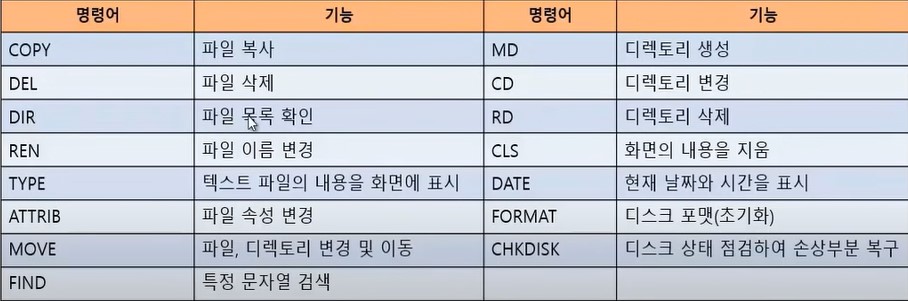 명령어 기능 명령어 기능
COPY 파일 복사 MD 디렉토리 생성
DEL 파일 삭제 CD 디렉토리 변경
DIR 파일 목록 확인 RD 디렉토리 삭제
REN 파일 이름 변경 CLS 화면의 내용을 지움
TYPE 텍스트 파일의 내용을 화면에 표시 DATE 현재 날짜와 시간을 표시
ATTRIB 파일 속성 변경 FORMAT 디스크 포맷(초기화)
MOVE 파일, 디렉토리 변경 및 이동 CHKDISK 디스크 상태 점검하여 손상부분 복구
FIND 특정 문자열 검색